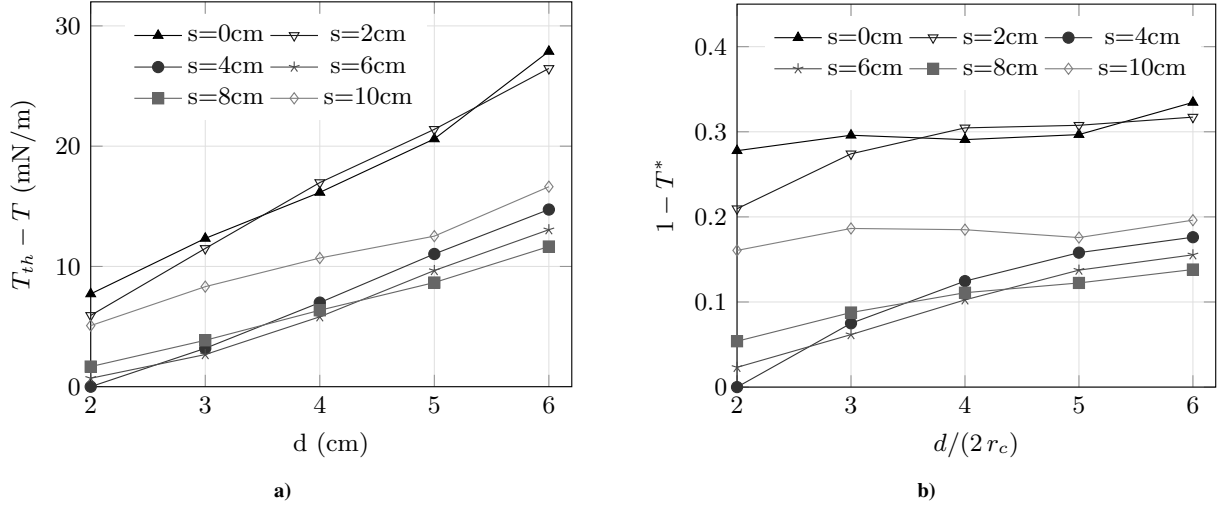 30
20
10
0
T_{th} − T (mN/m)
s=0cm s=2cm
s=4cm s=6cm
s=8cm s=10cm
2 3 4 5 6
d (cm)
a)
0.4
0.3
0.2
0.1
0
1 − T^*
s=0cm s=2cm s=4cm
s=6cm s=8cm s=10cm
2 3 4 5 6
d/(2 r_c)
b)